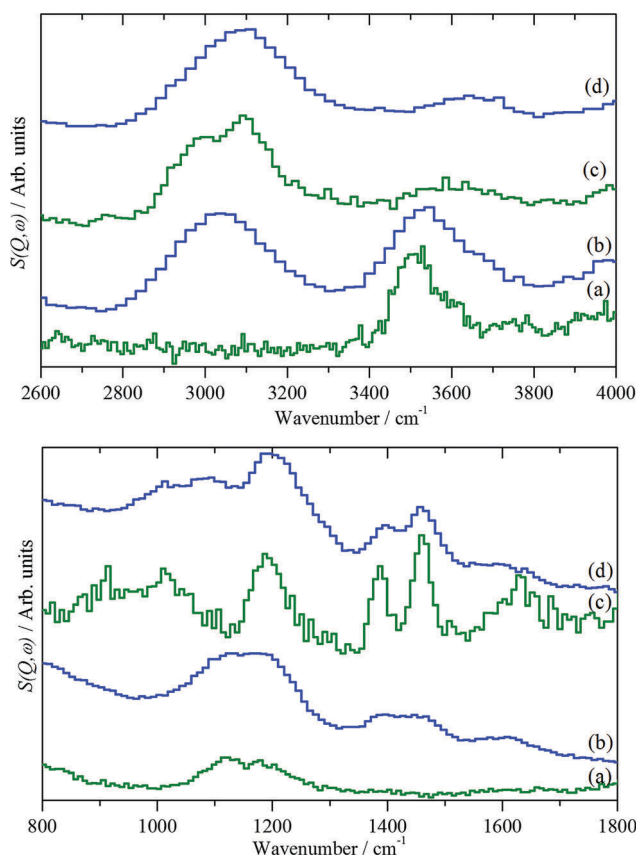 S(Q,ω) / Arb. units
(d)
(c)
(b)
(a)
2600 2800 3000 3200 3400 3600 3800 4000
Wavenumber / cm⁻¹
S(Q,ω) / Arb. units
(d)
(c)
(b)
(a)
800 1000 1200 1400 1600 1800
Wavenumber / cm⁻¹